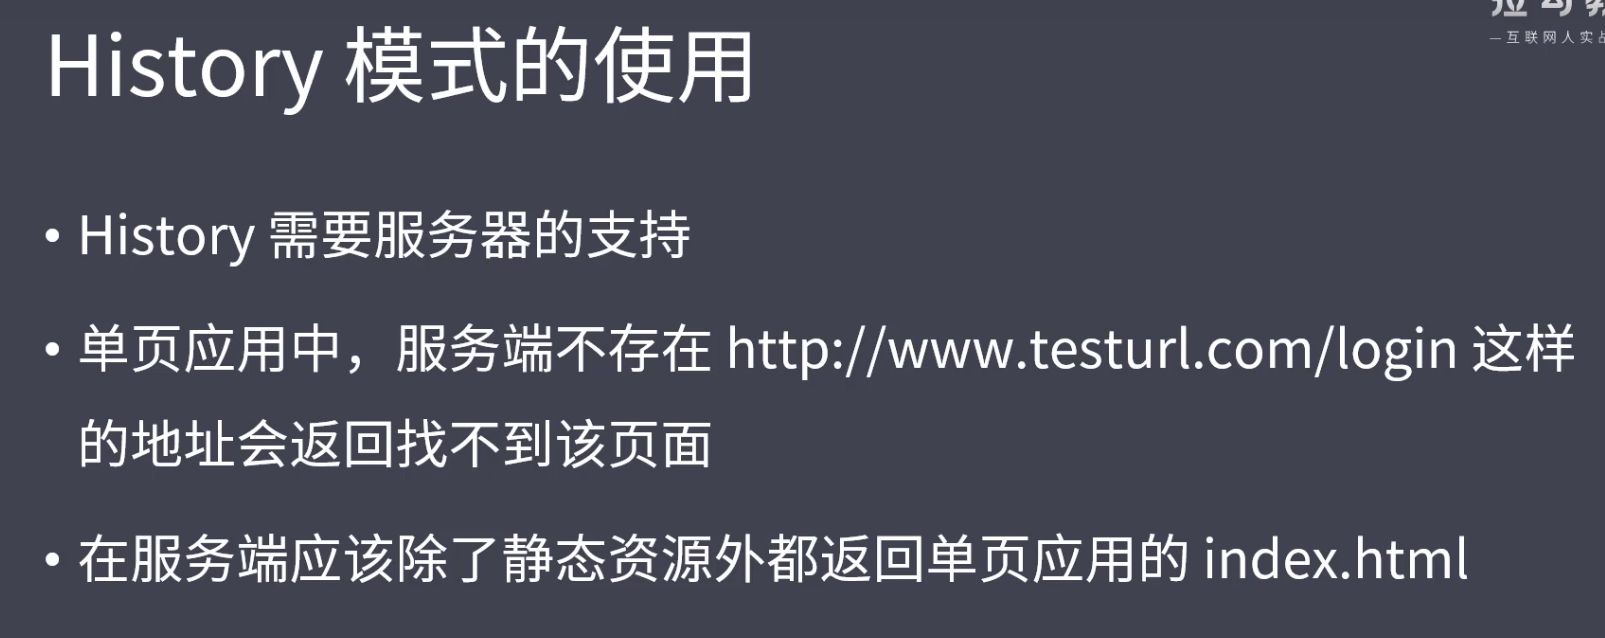 History 模式的使用
一互联网人实战
• History 需要服务器的支持
• 单页应用中，服务端不存在 http://www.testurl.com/login 这样
的地址会返回找不到该页面
• 在服务端应该除了静态资源外都返回单页应用的 index.html